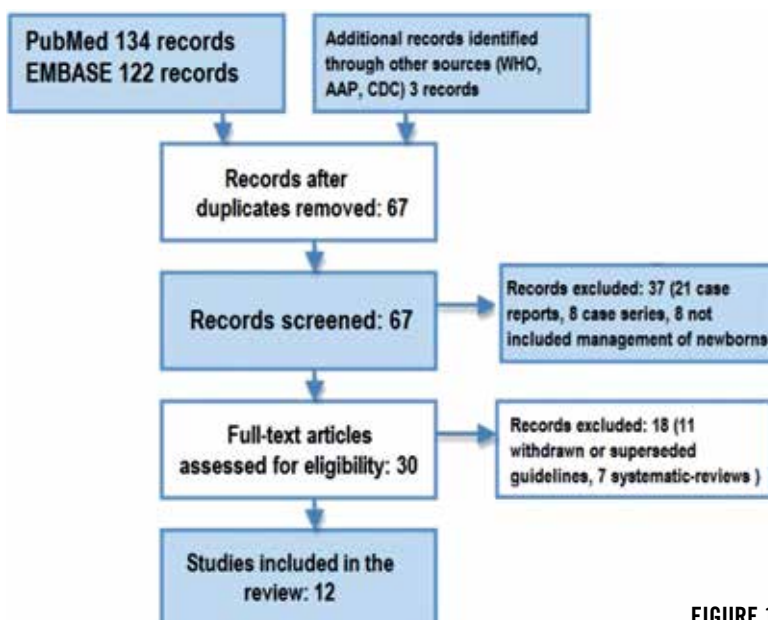 PubMed 134 records
EMBASE 122 records
Additional records identified
through other sources (WHO,
AAP, CDC) 3 records
Records after
duplicates removed: 67
Records screened: 67
Records excluded: 37 (21 case
reports, 8 case series, 8 not
included management of newborns
Full-text articles
assessed for eligibility: 30
Records excluded: 18 (11
withdrawn or superseded
guidelines, 7 systematic-reviews )
Studies included in the
review: 12
FIGURE 1